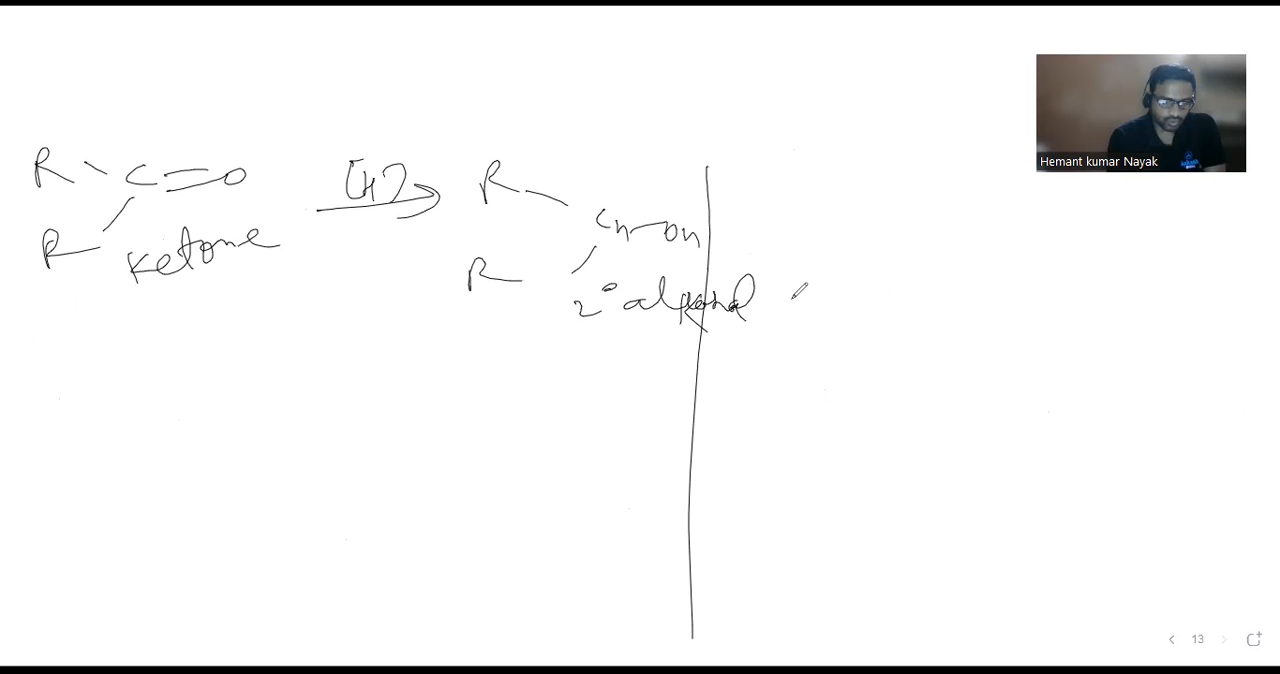 R C=O [H] R
R ketone CH-OH
R
2° alcohol
Hemant kumar Nayak
13